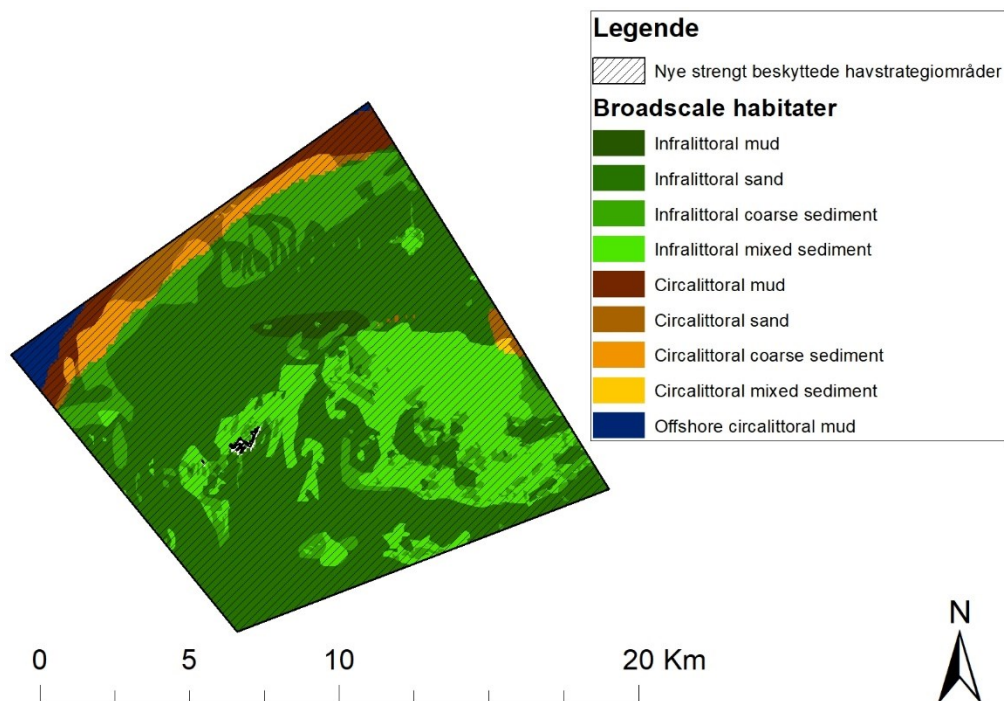 Legende
Nye strengt beskyttede havstrategiområder
Broadscale habitater
Infralittoral mud
Infralittoral sand
Infralittoral coarse sediment
Infralittoral mixed sediment
Circalittoral mud
Circalittoral sand
Circalittoral coarse sediment
Circalittoral mixed sediment
Offshore circalittoral mud
N
0 5 10 20 Km